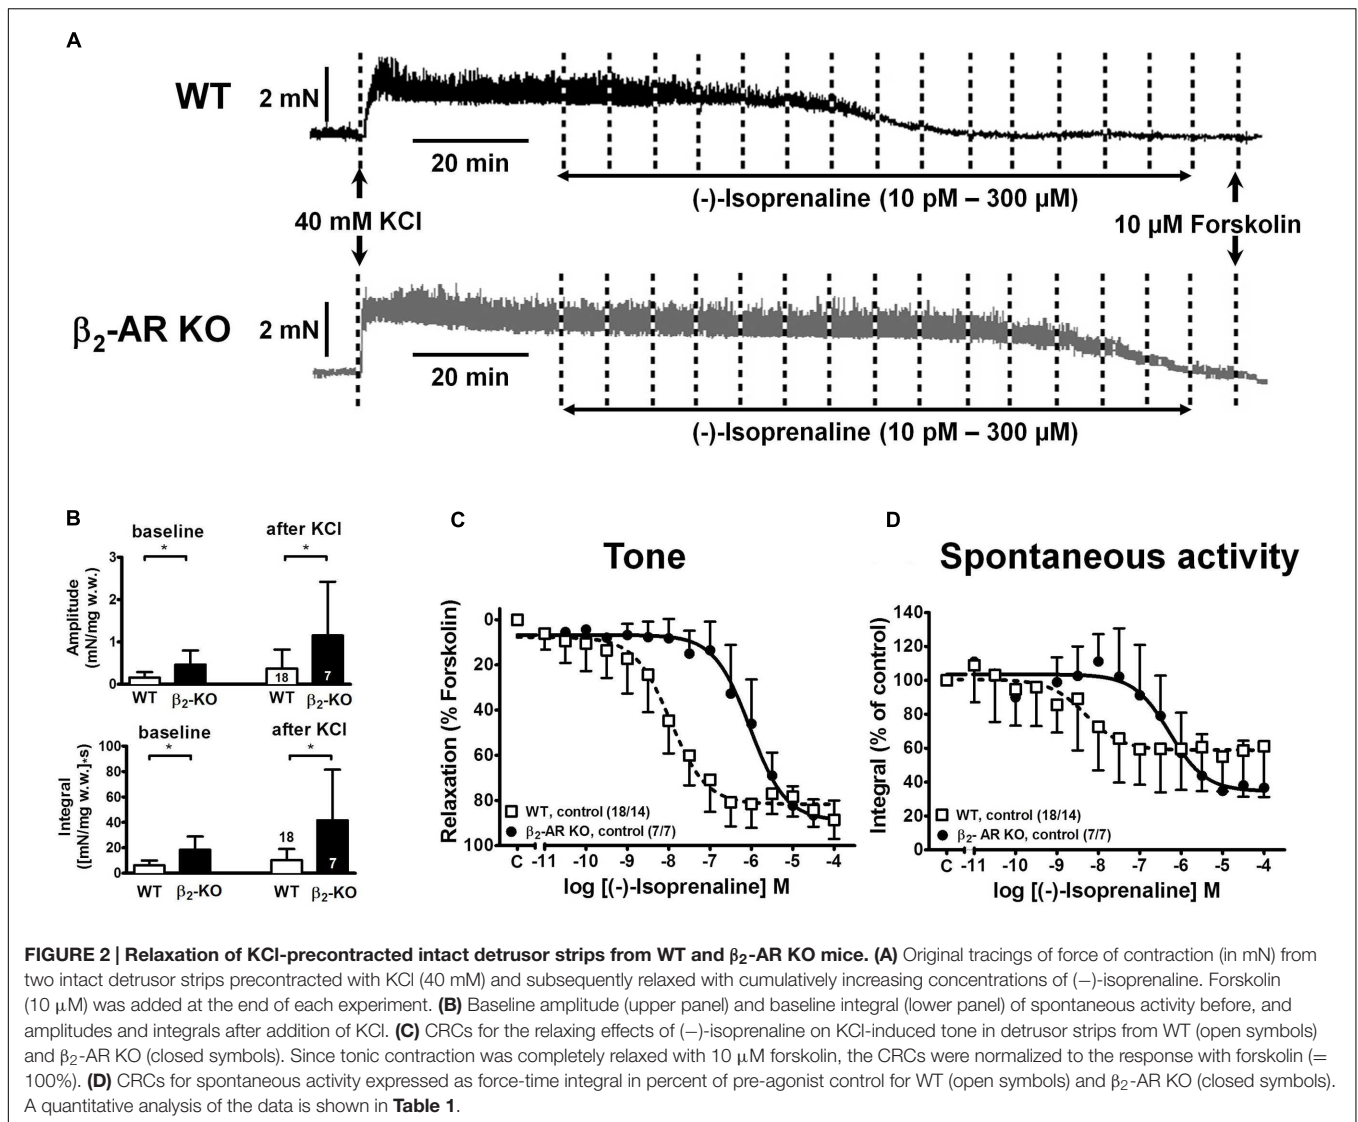 A
WT
2 mN
20 min
(-)-Isoprenaline (10 pM – 300 µM)
40 mM KCl
10 µM Forskolin
β2-AR KO
2 mN
20 min
(-)-Isoprenaline (10 pM – 300 µM)
B
baseline
after KCl
*
*
Amplitude
(mN/mg w.w.)
3
2
1
0
18
7
WT
β2-KO
WT
β2-KO
baseline
after KCl
*
*
Integral
([mN/mg w.w.]*s)
100
80
60
40
20
0
18
7
WT
β2-KO
WT
β2-KO
C
Tone
Relaxation (% Forskolin)
0
20
40
60
80
100
WT, control (18/14)
β2-AR KO, control (7/7)
C -11 -10 -9 -8 -7 -6 -5 -4
log [(-)-Isoprenaline] M
D
Spontaneous activity
Integral (% of control)
140
120
100
80
60
40
20
0
WT, control (18/14)
β2- AR KO, control (7/7)
C -11 -10 -9 -8 -7 -6 -5 -4
log [(-)-Isoprenaline] M
FIGURE 2 | Relaxation of KCl-precontracted intact detrusor strips from WT and β2-AR KO mice. (A) Original tracings of force of contraction (in mN) from
two intact detrusor strips precontracted with KCl (40 mM) and subsequently relaxed with cumulatively increasing concentrations of (−)-isoprenaline. Forskolin
(10 µM) was added at the end of each experiment. (B) Baseline amplitude (upper panel) and baseline integral (lower panel) of spontaneous activity before, and
amplitudes and integrals after addition of KCl. (C) CRCs for the relaxing effects of (−)-isoprenaline on KCl-induced tone in detrusor strips from WT (open symbols)
and β2-AR KO (closed symbols). Since tonic contraction was completely relaxed with 10 µM forskolin, the CRCs were normalized to the response with forskolin (=
100%). (D) CRCs for spontaneous activity expressed as force-time integral in percent of pre-agonist control for WT (open symbols) and β2-AR KO (closed symbols).
A quantitative analysis of the data is shown in Table 1.